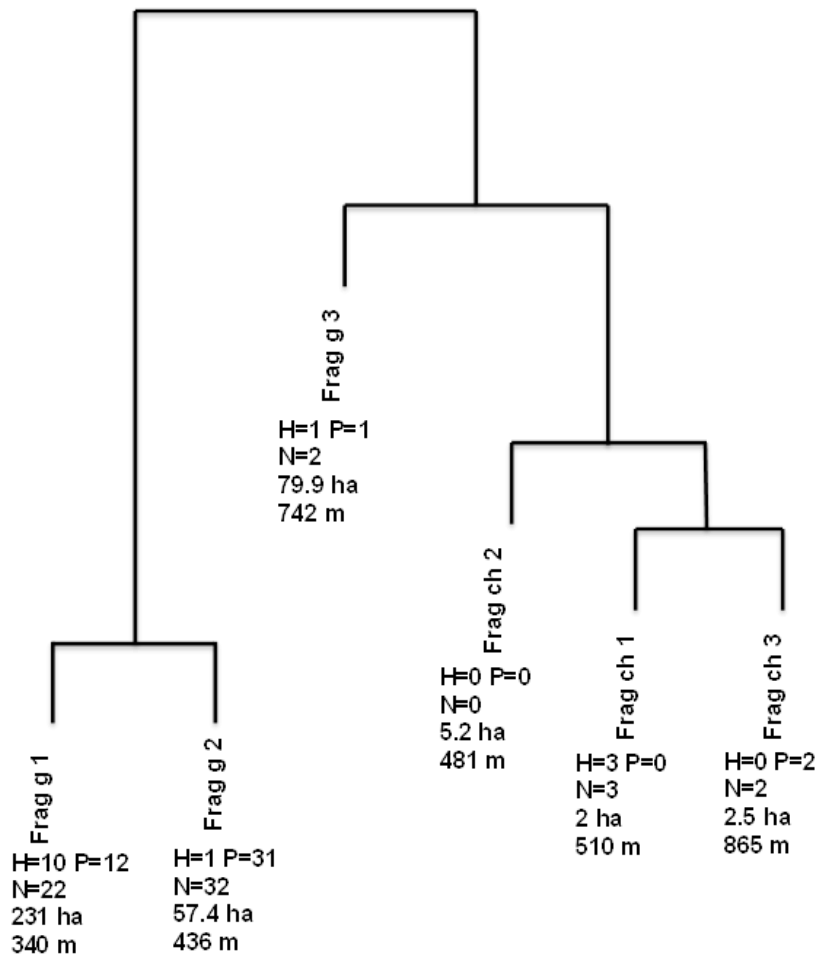 Frag g 3
H=1 P=1
N=2
79.9 ha
742 m
Frag ch 2
H=0 P=0
N=0
5.2 ha
481 m
Frag ch 1
H=3 P=0
N=3
2 ha
510 m
Frag ch 3
H=0 P=2
N=2
2.5 ha
865 m
Frag g 1
H=10 P=12
N=22
231 ha
340 m
Frag g 2
H=1 P=31
N=32
57.4 ha
436 m